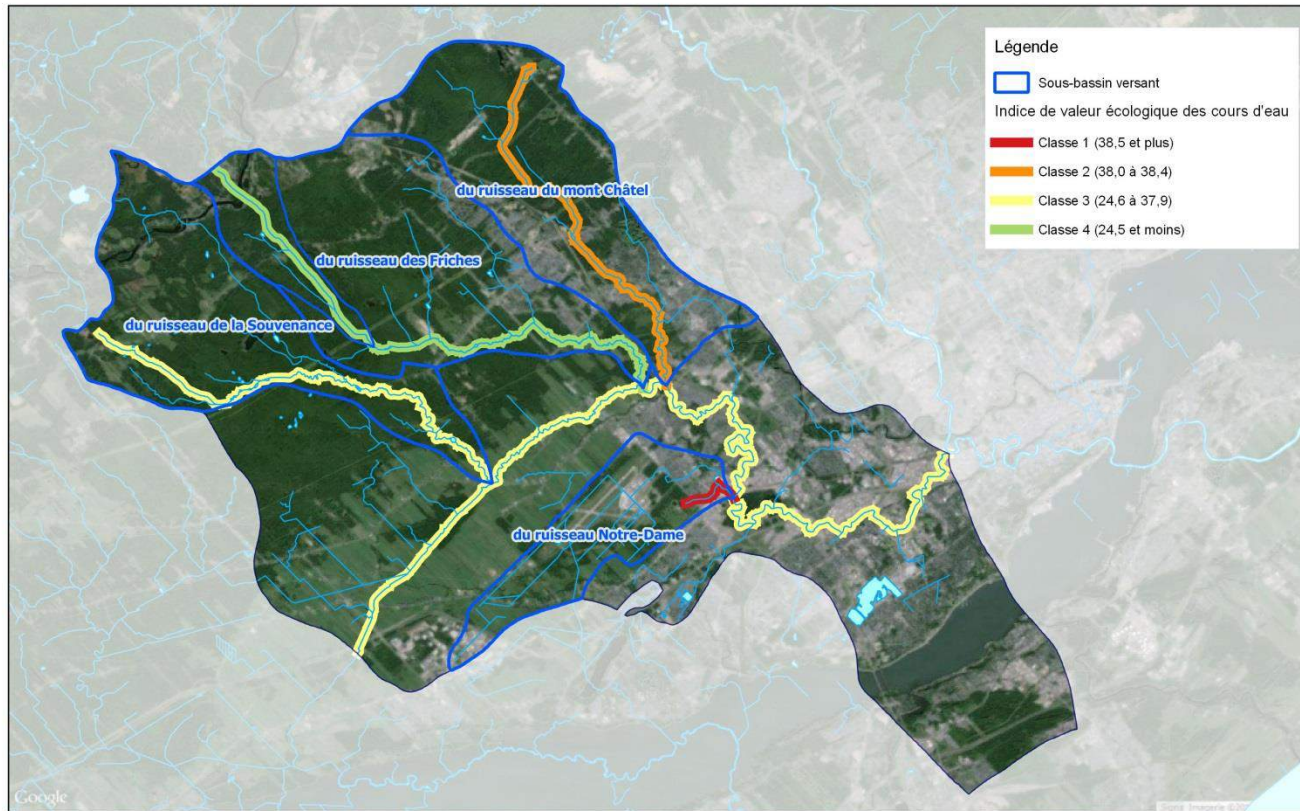 Légende
Sous-bassin versant
Indice de valeur écologique des cours d'eau
Classe 1 (38,5 et plus)
Classe 2 (38,0 à 38,4)
Classe 3 (24,6 à 37,9)
Classe 4 (24,5 et moins)
du ruisseau du mont Châtel
du ruisseau des Friches
du ruisseau de la Souvenance
du ruisseau Notre-Dame
Google